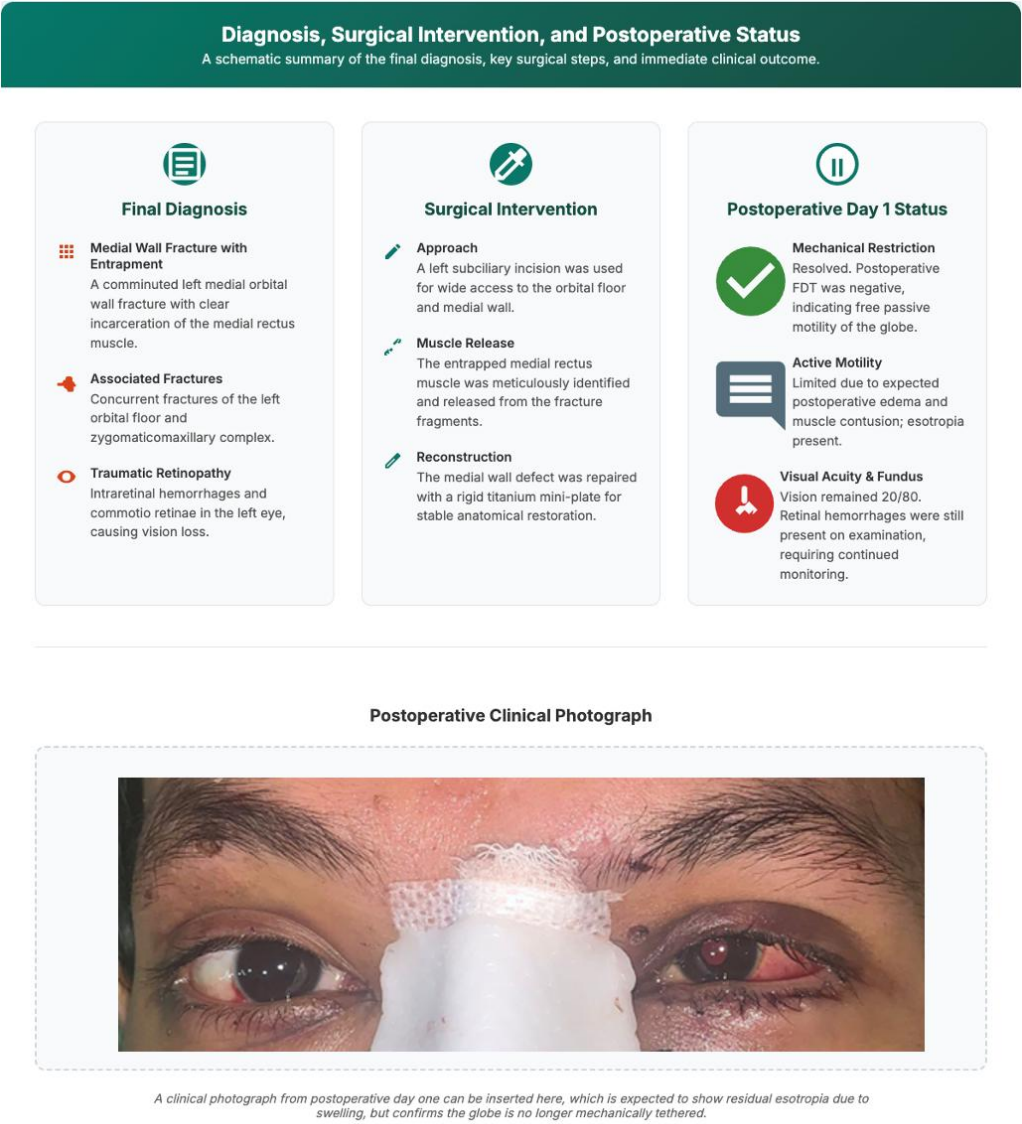 Diagnosis, Surgical Intervention, and Postoperative Status
A schematic summary of the final diagnosis, key surgical steps, and immediate clinical outcome.
Final Diagnosis
Medial Wall Fracture with
Entrapment
A comminuted left medial orbital
wall fracture with clear
incarceration of the medial rectus
muscle.
Associated Fractures
Concurrent fractures of the left
orbital floor and
zygomaticomaxillary complex.
Traumatic Retinopathy
Intraretinal hemorrhages and
commotio retinae in the left eye,
causing vision loss.
Surgical Intervention
Approach
A left subciliary incision was used
for wide access to the orbital floor
and medial wall.
Muscle Release
The entrapped medial rectus
muscle was meticulously identified
and released from the fracture
fragments.
Reconstruction
The medial wall defect was repaired
with a rigid titanium mini-plate for
stable anatomical restoration.
Postoperative Day 1 Status
Mechanical Restriction
Resolved. Postoperative
FDT was negative,
indicating free passive
motility of the globe.
Active Motility
Limited due to expected
postoperative edema and
muscle contusion; esotropia
present.
Visual Acuity & Fundus
Vision remained 20/80.
Retinal hemorrhages were still
present on examination,
requiring continued
monitoring.
Postoperative Clinical Photograph
A clinical photograph from postoperative day one can be inserted here, which is expected to show residual esotropia due to
swelling, but confirms the globe is no longer mechanically tethered.